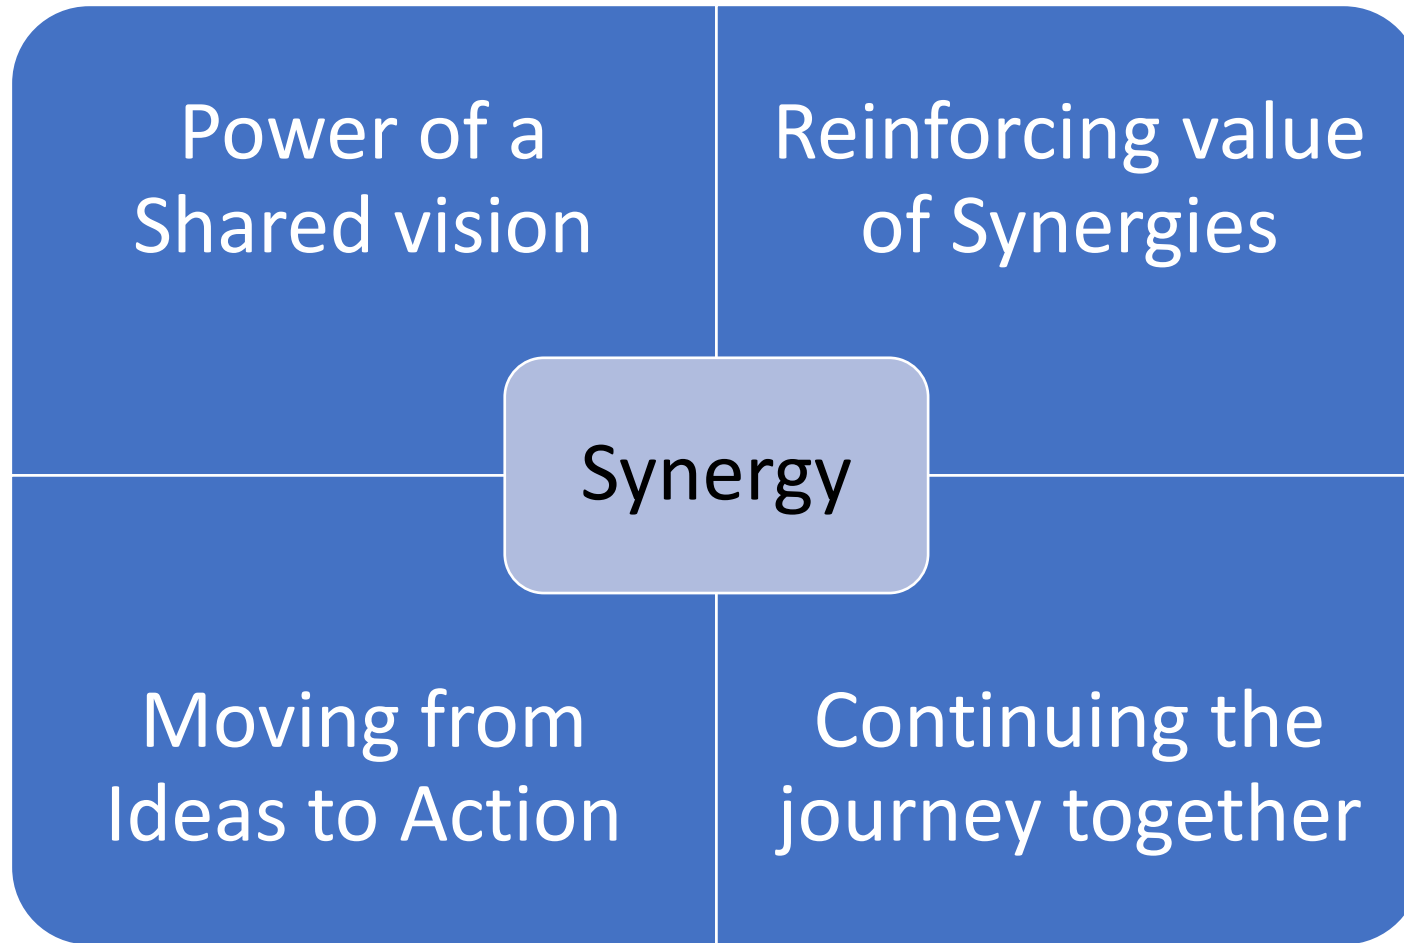 Power of a
Shared vision
Reinforcing value
of Synergies
Synergy
Moving from
Ideas to Action
Continuing the
journey together